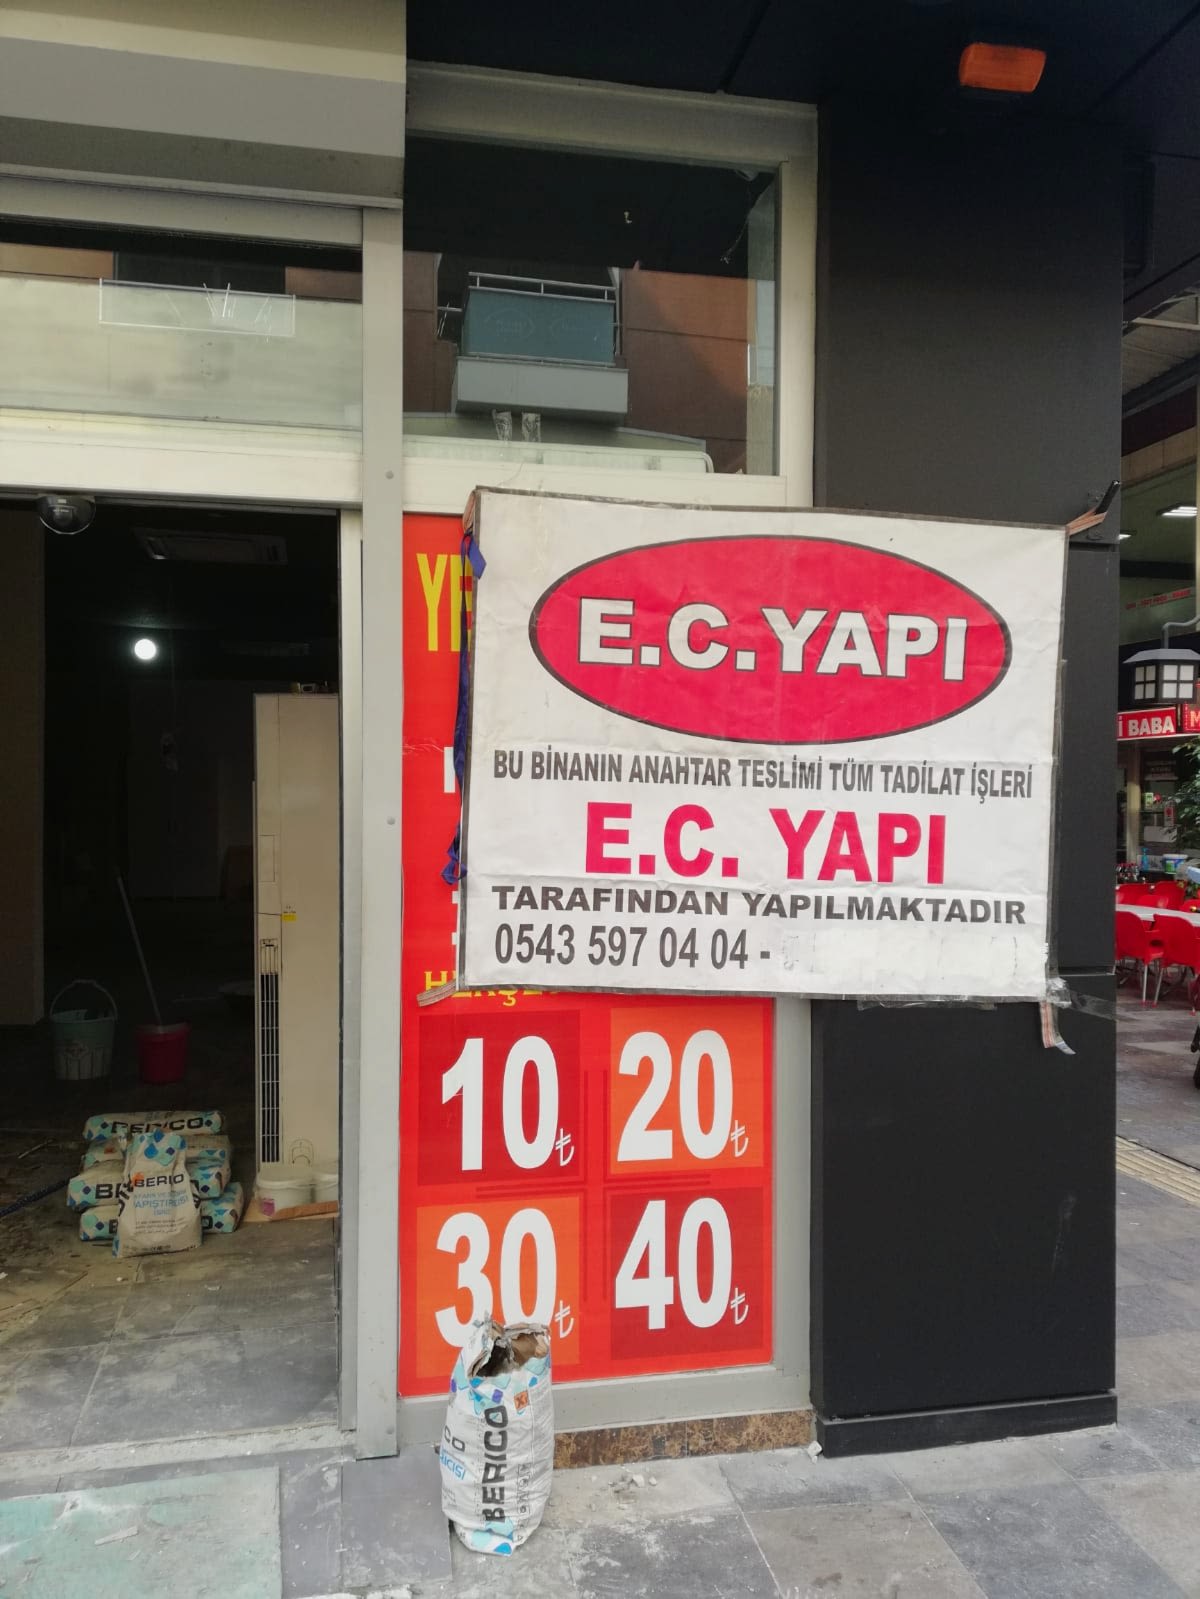 E.C.YAPI
BU BİNANIN ANAHTAR TESLİMİ TÜM TADİLAT İŞLERİ
E.C. YAPI
TARAFINDAN YAPILMAKTADIR
0543 597 04 04 -
10₺
20₺
30₺
40₺
BERICO
BERICO
BERICO
BABA